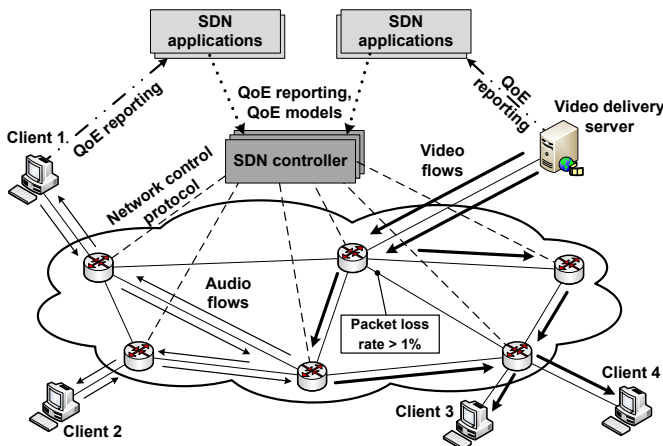 SDN
applications
SDN
applications
QoE reporting
QoE reporting,
QoE models
QoE
reporting
Video delivery
server
Client 1
SDN controller
Video
flows
Network control
protocol
Audio
flows
Packet loss
rate > 1%
Client 2
Client 3
Client 4